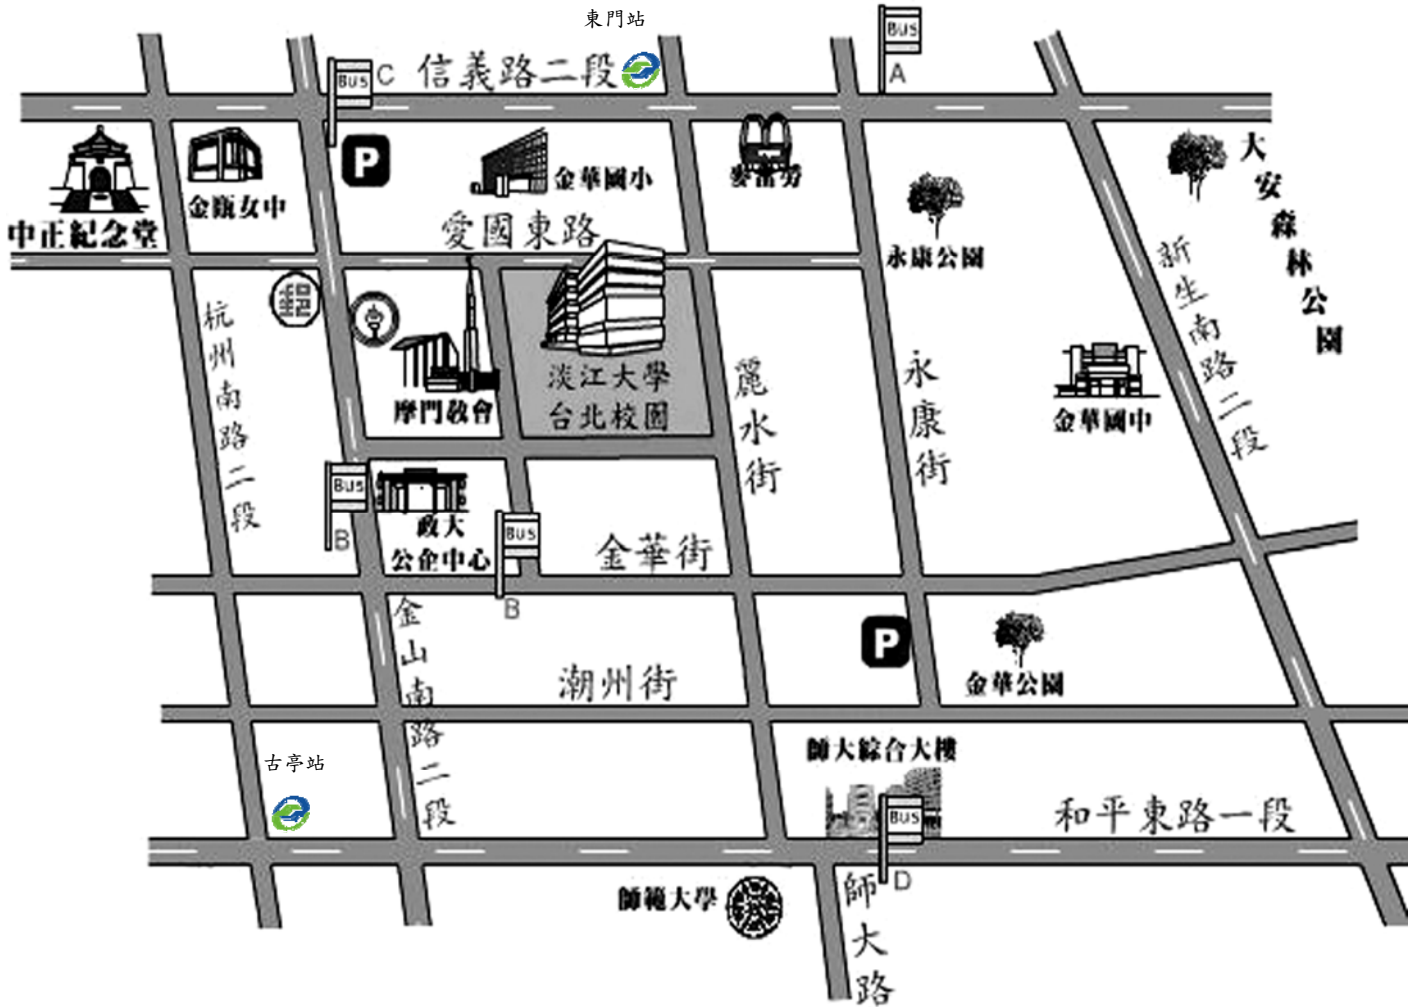 東門站
BUS
A
BUS
C
信義路二段
P
金華國小
麥當勞
大安森林公園
金甌女中
中正紀念堂
愛國東路
永康公園
新生南路二段
杭州南路二段
淡江大學
台北校園
摩門教會
麗水街
永康街
金華國中
BUS
B
政大
公企中心
BUS
B
金華街
金山南路二段
P
潮州街
金華公園
古亭站
師大綜合大樓
BUS
D
和平東路一段
師範大學
師大路